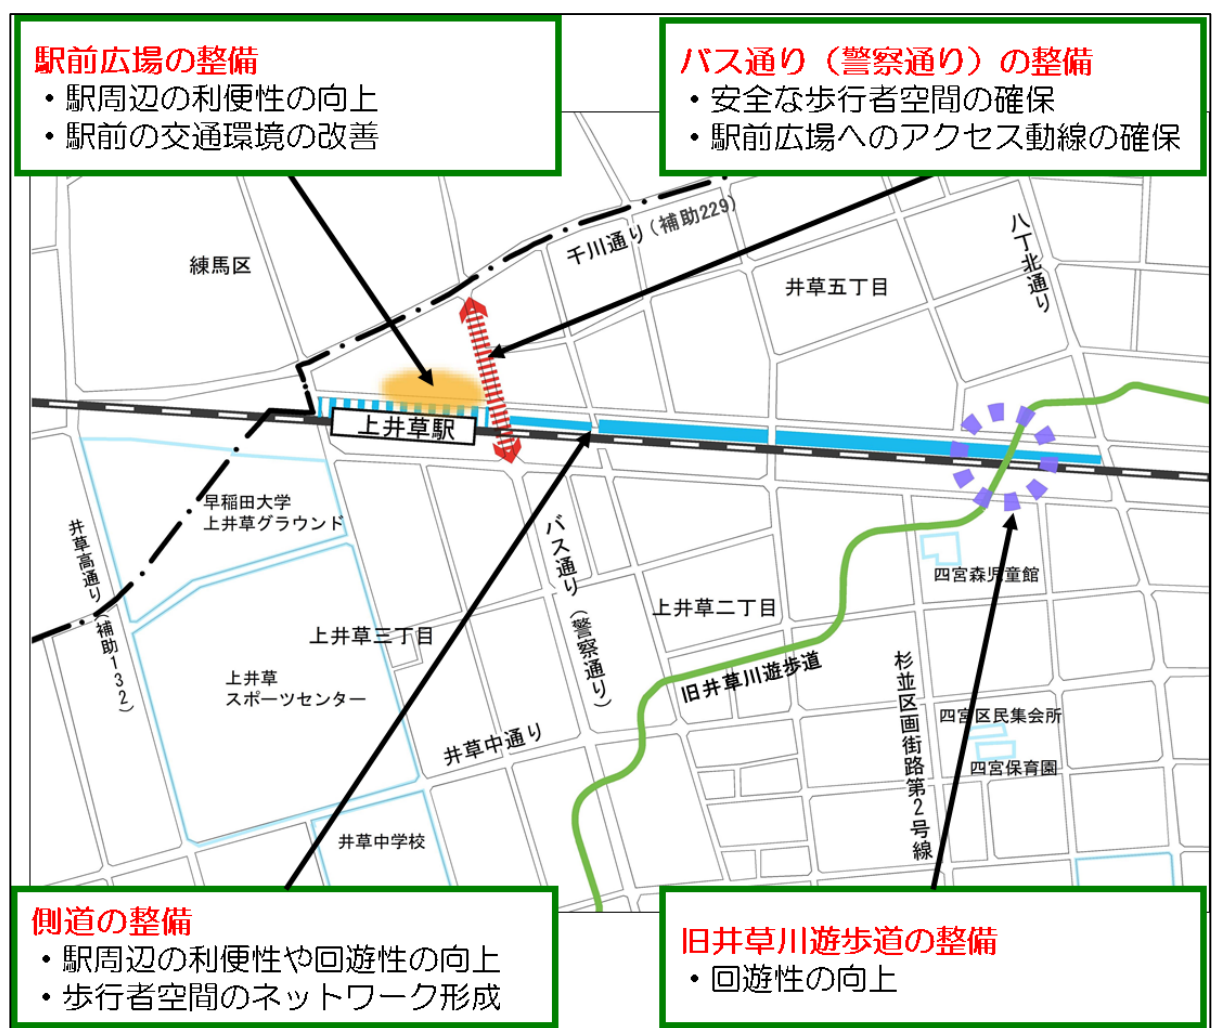 駅前広場の整備
・駅周辺の利便性の向上
・駅前の交通環境の改善
バス通り（警察通り）の整備
・安全な歩行者空間の確保
・駅前広場へのアクセス動線の確保
千川通り（補助229）
八丁北通り
練馬区
井草五丁目
上井草駅
早稲田大学
上井草グラウンド
井草高通り（補助132）
バス通り（警察通り）
四宮森児童館
上井草三丁目
上井草二丁目
旧井草川遊歩道
杉並区画街路第2号線
上井草
スポーツセンター
四宮区民集会所
井草中通り
四宮保育園
井草中学校
側道の整備
・駅周辺の利便性や回遊性の向上
・歩行者空間のネットワーク形成
旧井草川遊歩道の整備
・回遊性の向上